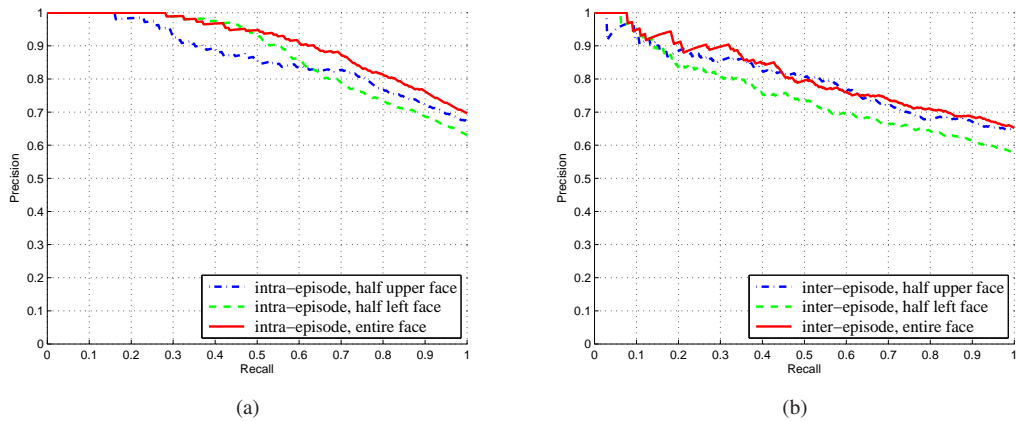 1
0.9
0.8
0.7
0.6
0.5
0.4
0.3
0.2
0.1
0
Precision
intra−episode, half upper face
intra−episode, half left face
intra−episode, entire face
0 0.1 0.2 0.3 0.4 0.5 0.6 0.7 0.8 0.9 1
Recall
(a)
1
0.9
0.8
0.7
0.6
0.5
0.4
0.3
0.2
0.1
0
Precision
inter−episode, half upper face
inter−episode, half left face
inter−episode, entire face
0 0.1 0.2 0.3 0.4 0.5 0.6 0.7 0.8 0.9 1
Recall
(b)